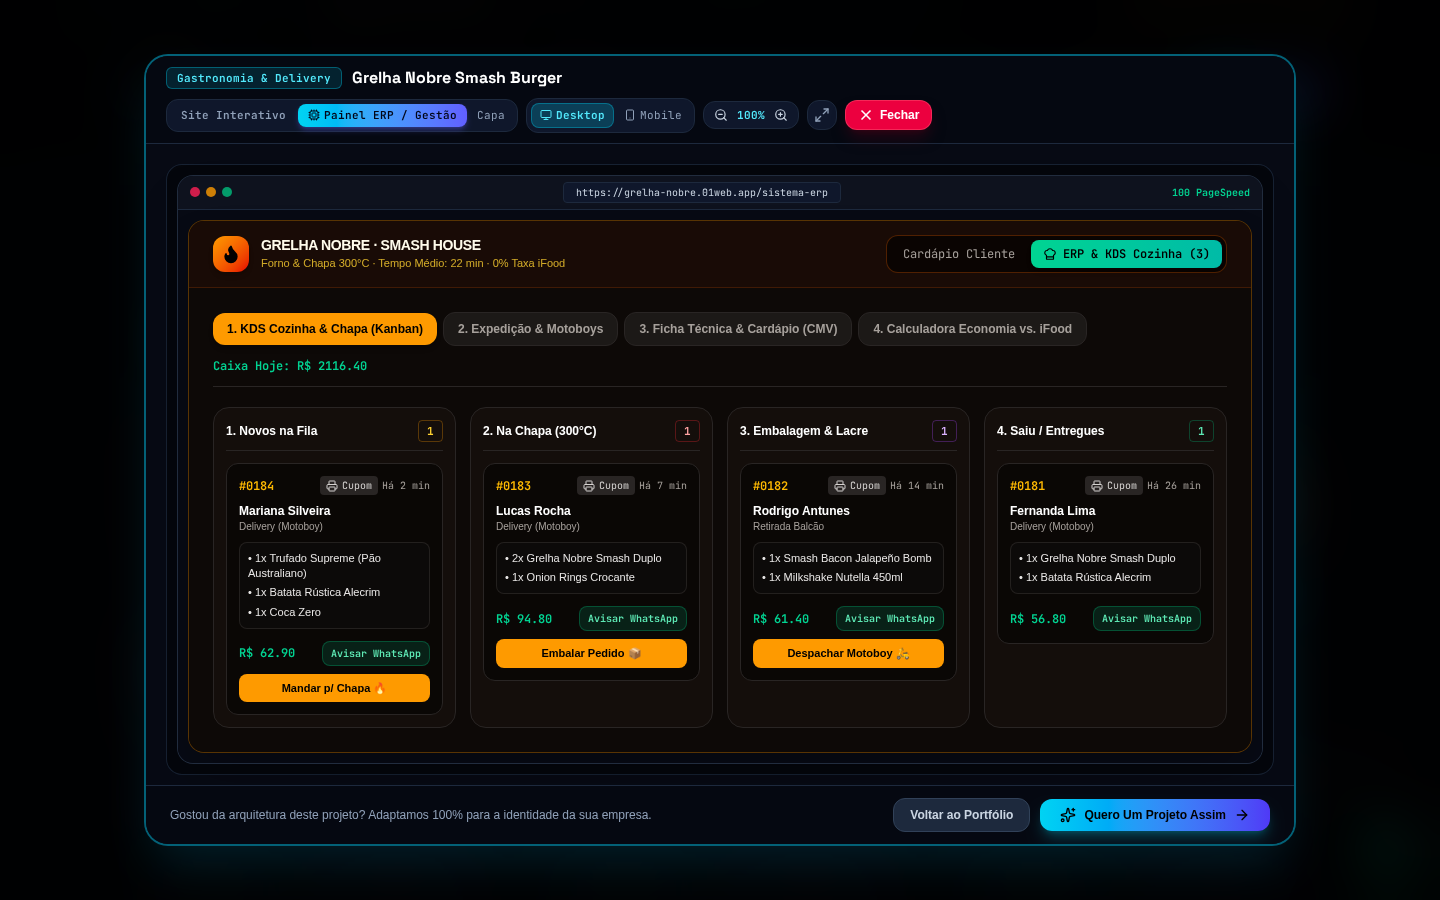 Gastronomia & Delivery
Grelha Nobre Smash Burger
Site Interativo
Painel ERP / Gestão
Capa
Desktop
Mobile
100%
Fechar
https://grelha-nobre.01web.app/sistema-erp
100 PageSpeed
GRELHA NOBRE · SMASH HOUSE
Forno & Chapa 300°C · Tempo Médio: 22 min · 0% Taxa iFood
Cardápio Cliente
ERP & KDS Cozinha (3)
1. KDS Cozinha & Chapa (Kanban)
2. Expedição & Motoboys
3. Ficha Técnica & Cardápio (CMV)
4. Calculadora Economia vs. iFood
Caixa Hoje: R$ 2116.40
1. Novos na Fila
1
#0184
Cupom
Há 2 min
Mariana Silveira
Delivery (Motoboy)
• 1x Trufado Supreme (Pão
Australiano)
• 1x Batata Rústica Alecrim
• 1x Coca Zero
R$ 62.90
Avisar WhatsApp
Mandar p/ Chapa 🔥
2. Na Chapa (300°C)
1
#0183
Cupom
Há 7 min
Lucas Rocha
Delivery (Motoboy)
• 2x Grelha Nobre Smash Duplo
• 1x Onion Rings Crocante
R$ 94.80
Avisar WhatsApp
Embalar Pedido 📦
3. Embalagem & Lacre
1
#0182
Cupom
Há 14 min
Rodrigo Antunes
Retirada Balcão
• 1x Smash Bacon Jalapeño Bomb
• 1x Milkshake Nutella 450ml
R$ 61.40
Avisar WhatsApp
Despachar Motoboy 🛵
4. Saiu / Entregues
1
#0181
Cupom
Há 26 min
Fernanda Lima
Delivery (Motoboy)
• 1x Grelha Nobre Smash Duplo
• 1x Batata Rústica Alecrim
R$ 56.80
Avisar WhatsApp
Gostou da arquitetura deste projeto? Adaptamos 100% para a identidade da sua empresa.
Voltar ao Portfólio
Quero Um Projeto Assim